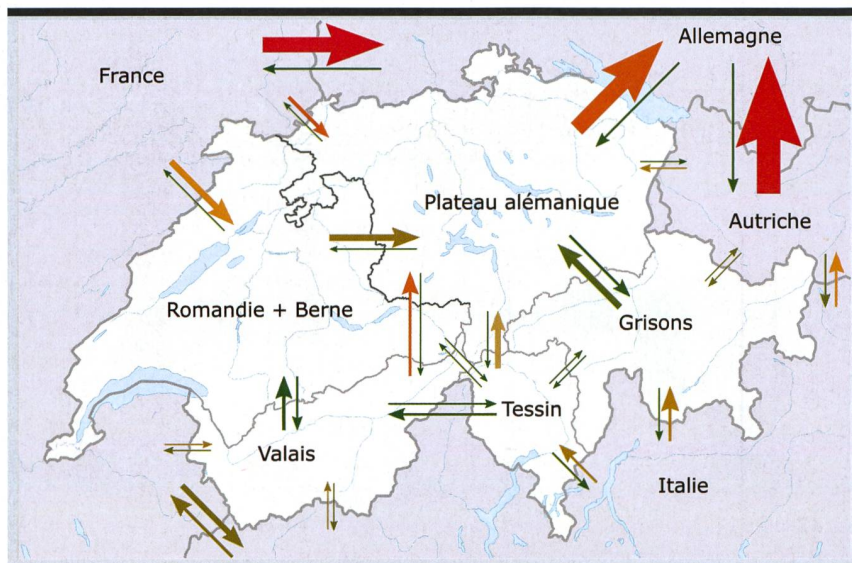 Allemagne
France
Plateau alémanique
Autriche
Romandie + Berne
Grisons
Tessin
Valais
Italie